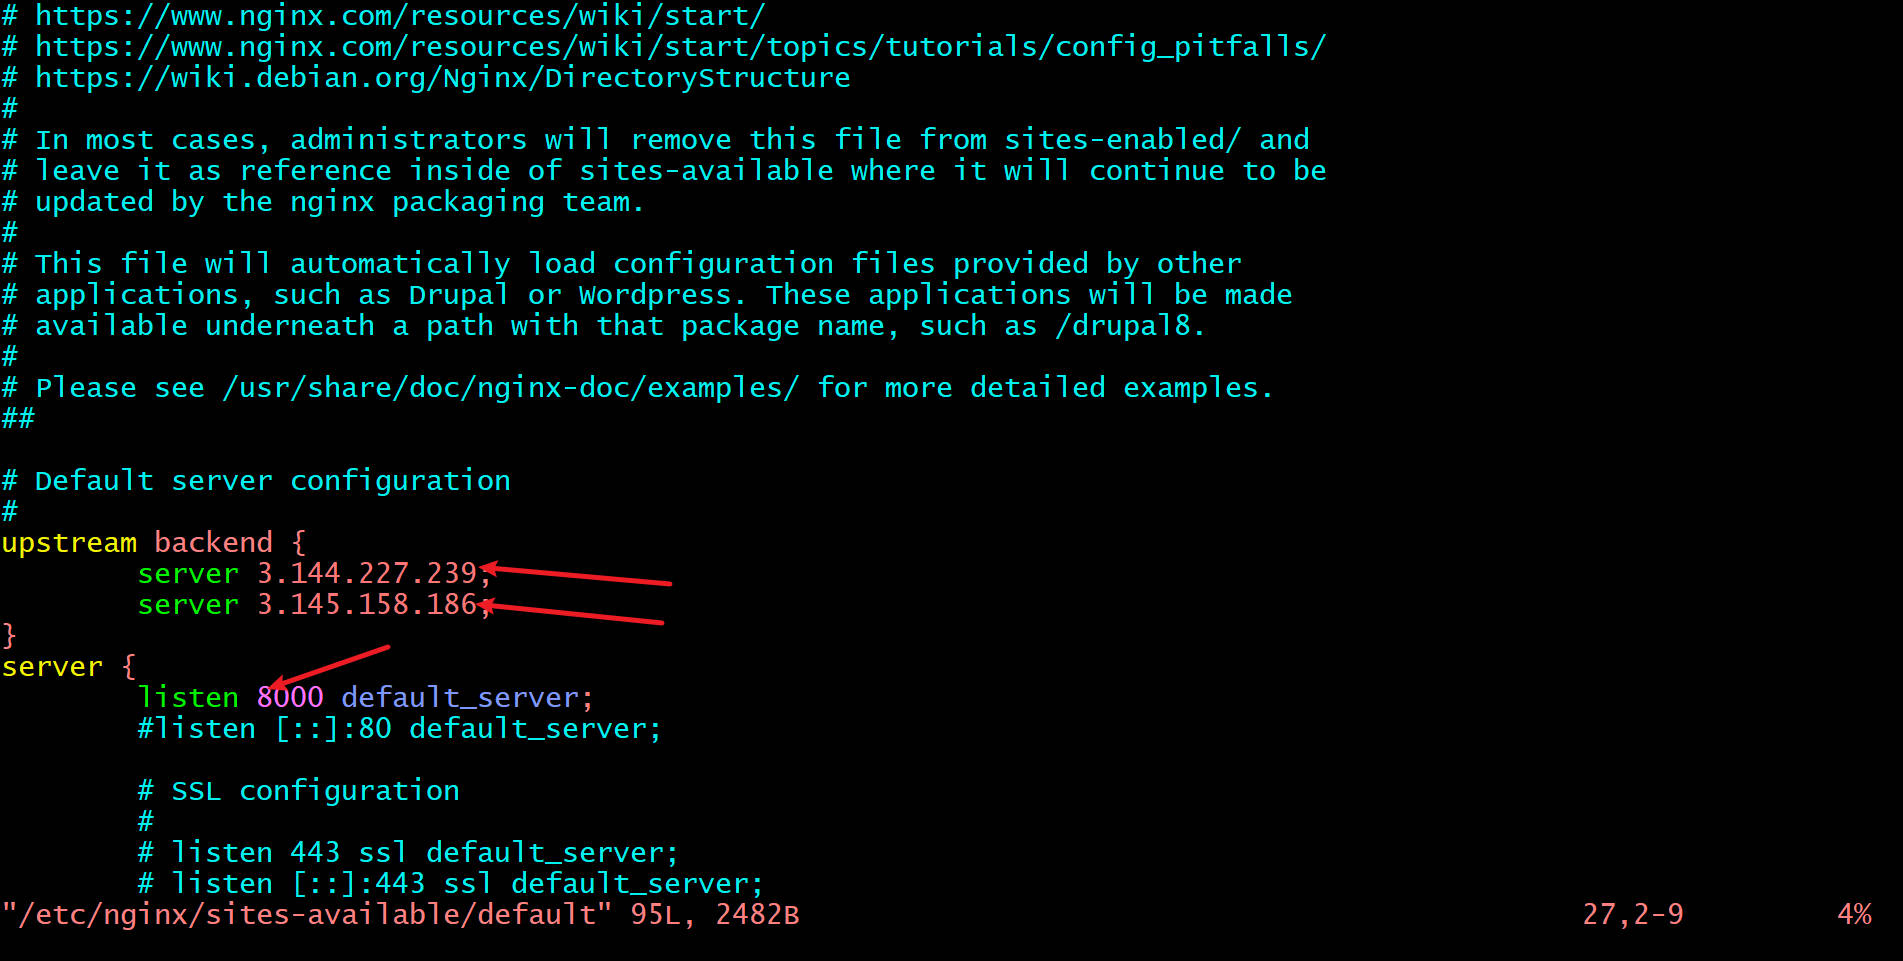 # https://www.nginx.com/resources/wiki/start/
# https://www.nginx.com/resources/wiki/start/topics/tutorials/config_pitfalls/
# https://wiki.debian.org/Nginx/DirectoryStructure
#
# In most cases, administrators will remove this file from sites-enabled/ and
# leave it as reference inside of sites-available where it will continue to be
# updated by the nginx packaging team.
#
# This file will automatically load configuration files provided by other
# applications, such as Drupal or Wordpress. These applications will be made
# available underneath a path with that package name, such as /drupal8.
#
# Please see /usr/share/doc/nginx-doc/examples/ for more detailed examples.
##

# Default server configuration
#
upstream backend {
        server 3.144.227.239;
        server 3.145.158.186;
}
server {
        listen 8000 default_server;
        #listen [::]:80 default_server;

        # SSL configuration
        #
        # listen 443 ssl default_server;
        # listen [::]:443 ssl default_server;
"/etc/nginx/sites-available/default" 95L, 2482B 27,2-9 4%